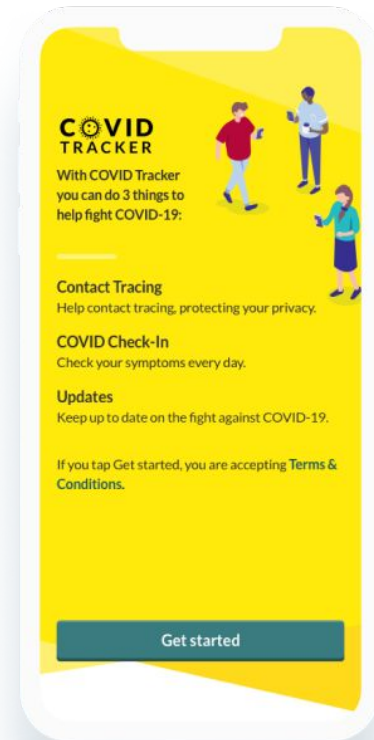 COVID
TRACKER
With COVID Tracker
you can do 3 things to
help fight COVID-19:
Contact Tracing
Help contact tracing, protecting your privacy.
COVID Check-In
Check your symptoms every day.
Updates
Keep up to date on the fight against COVID-19.
If you tap Get started, you are accepting Terms &
Conditions.
Get started